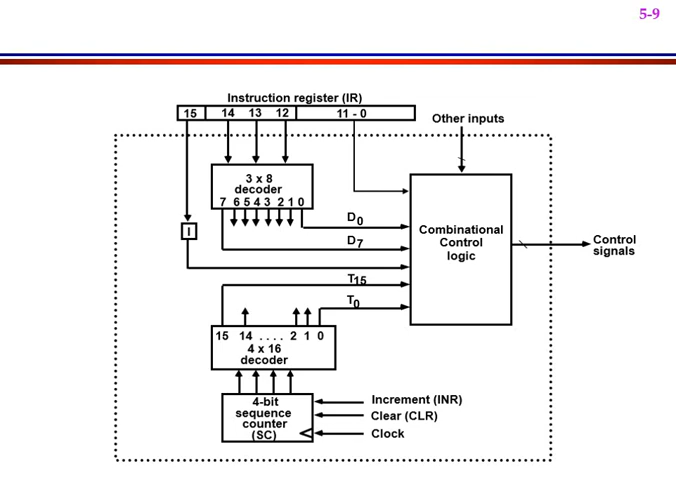 5-9
Instruction register (IR)
15 14 13 12 11 - 0
Other inputs
3 x 8
decoder
7 6 5 4 3 2 1 0
D0
I
D7
Combinational
Control
logic
Control
signals
T15
T0
15 14 .... 2 1 0
4 x 16
decoder
4-bit
sequence
counter
(SC)
Increment (INR)
Clear (CLR)
Clock